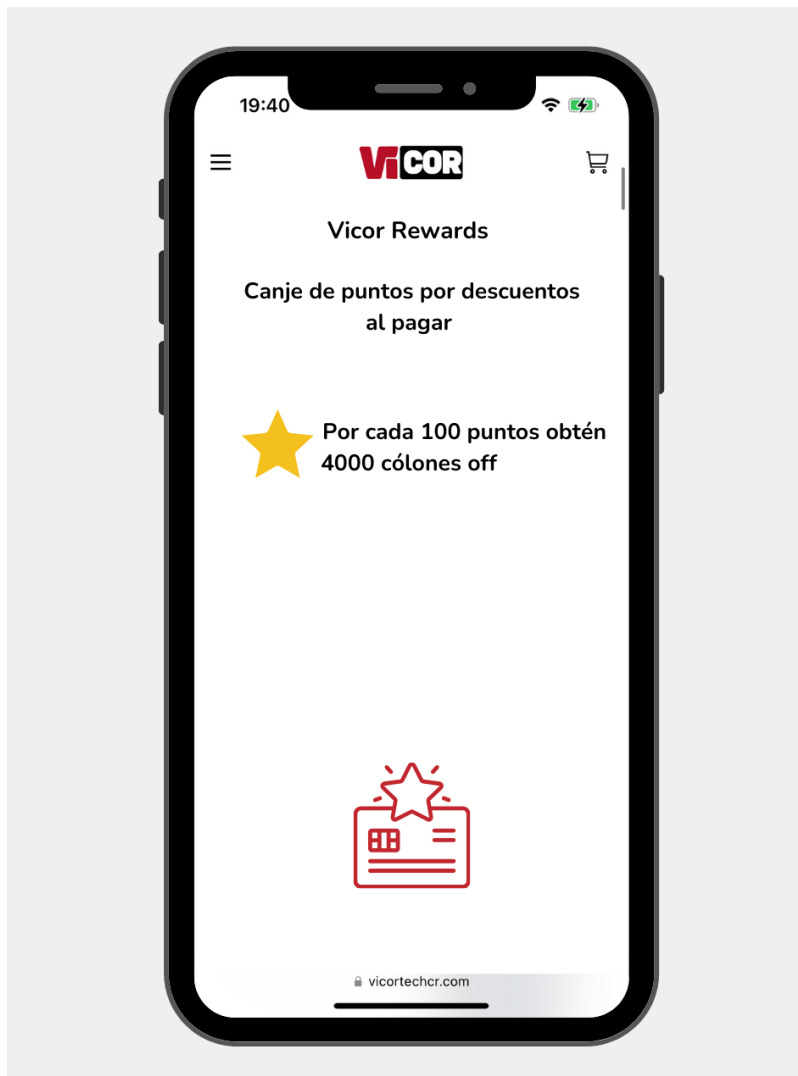 19:40
ViCOR
Vicor Rewards
Canje de puntos por descuentos
al pagar
Por cada 100 puntos obtén
4000 cólones off
vicortechcr.com